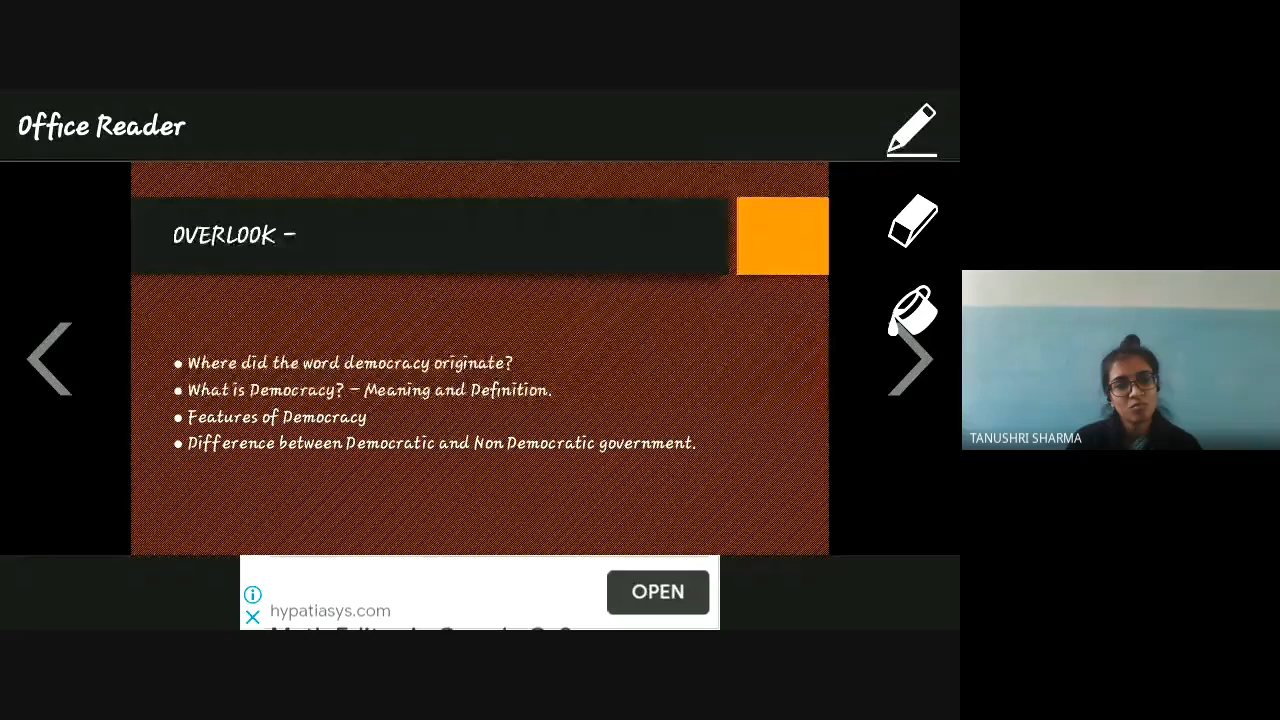 Office Reader
OVERLOOK –
• Where did the word democracy originate?
• What is Democracy? – Meaning and Definition.
• Features of Democracy
• Difference between Democratic and Non Democratic government.
TANUSHRI SHARMA
OPEN
hypatiasys.com